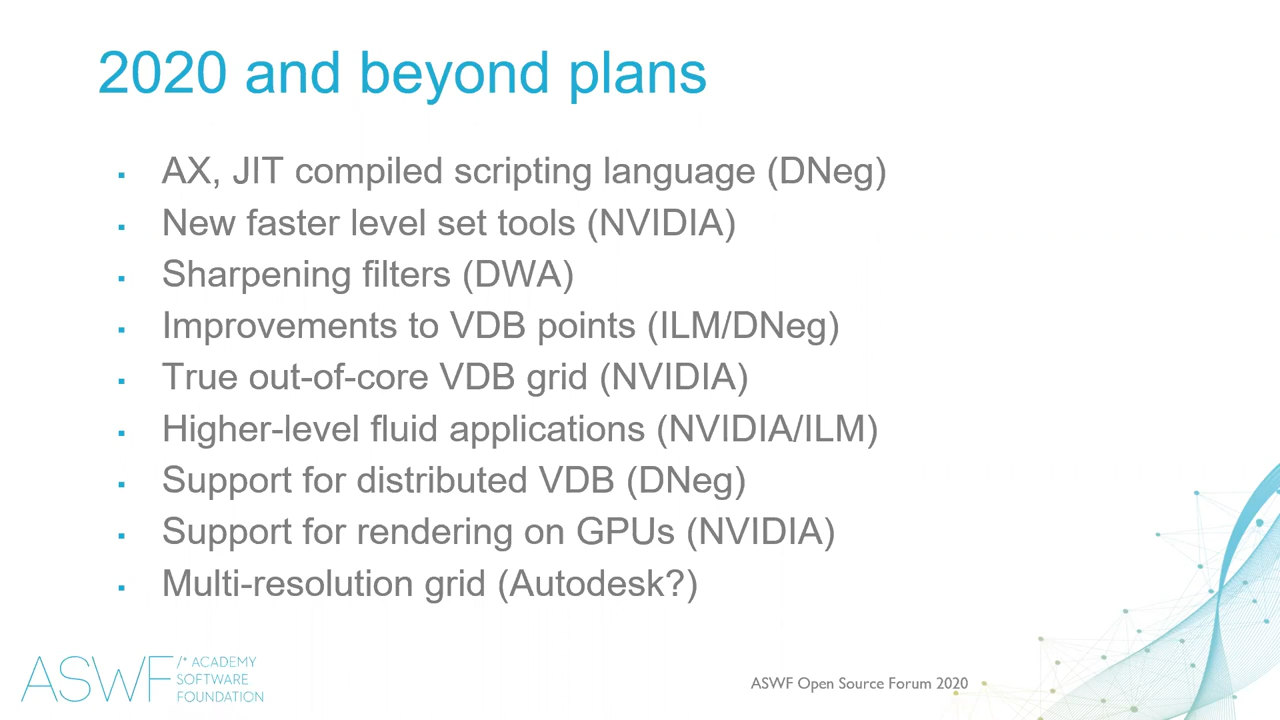 2020 and beyond plans
▪ AX, JIT compiled scripting language (DNeg)
▪ New faster level set tools (NVIDIA)
▪ Sharpening filters (DWA)
▪ Improvements to VDB points (ILM/DNeg)
▪ True out-of-core VDB grid (NVIDIA)
▪ Higher-level fluid applications (NVIDIA/ILM)
▪ Support for distributed VDB (DNeg)
▪ Support for rendering on GPUs (NVIDIA)
▪ Multi-resolution grid (Autodesk?)
ASWF /* ACADEMY
SOFTWARE
FOUNDATION
ASWF Open Source Forum 2020